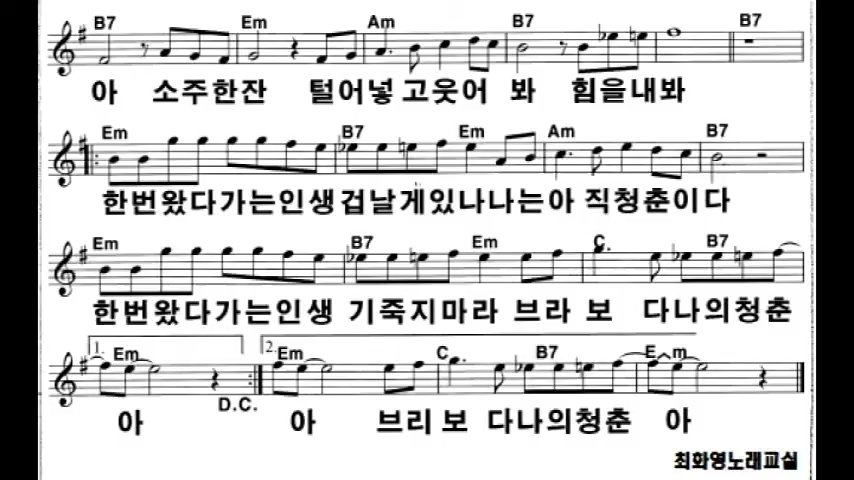 B7 Em Am B7 B7
아 소주한잔 털어넣고웃어 봐 힘을내봐
Em B7 Em Am B7
한번왔다가는인생겁날게있나나는아 직청춘이다
Em B7 Em C. B7
한번왔다가는인생 기죽지마라 브라보 다나의청춘
1. Em 2. Em C B7 E m
D.C.
아 아 브리보 다나의청춘 아
최화영노래교실